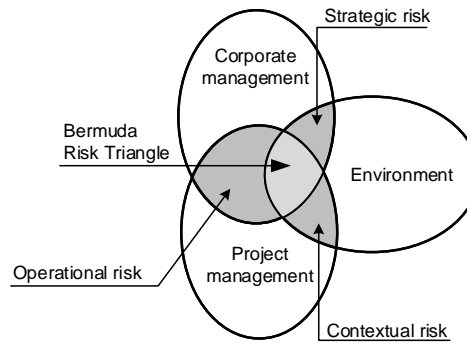 Strategic risk
Corporate
management
Bermuda
Risk Triangle
Environment
Project
management
Operational risk
Contextual risk